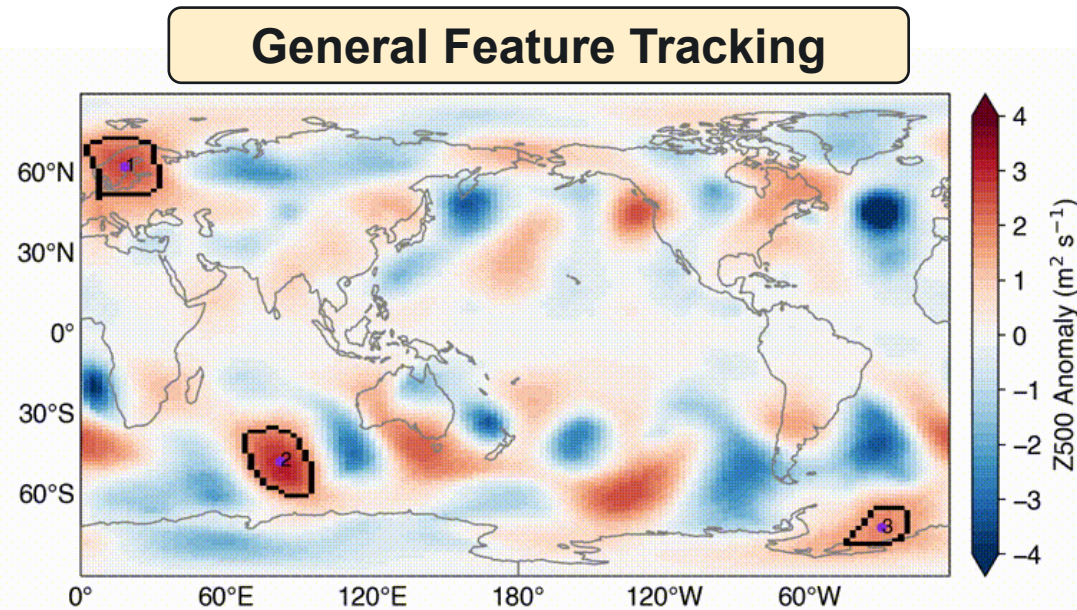 General Feature Tracking
60°N
30°N
0°
30°S
60°S
0°
60°E
120°E
180°
120°W
60°W
1
2
3
4
3
2
1
0
−1
−2
−3
−4
Z500 Anomaly (m² s⁻¹)